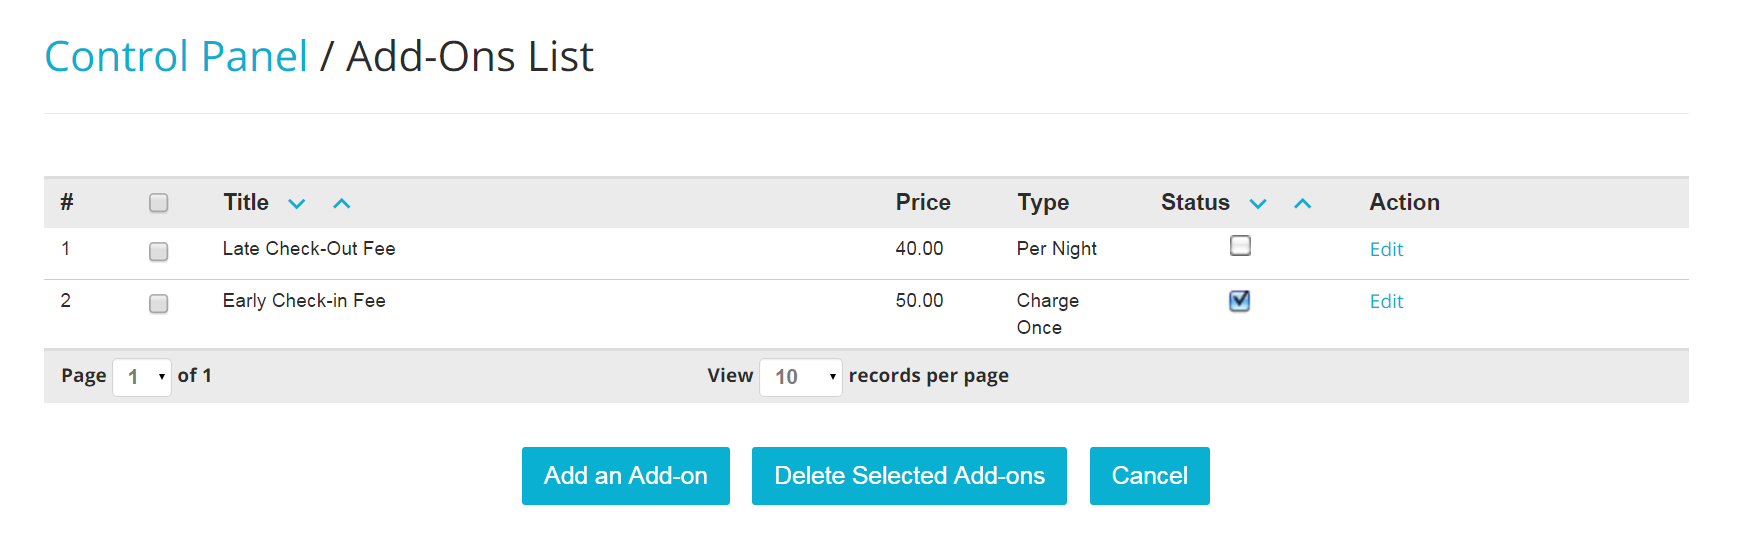 Control Panel / Add-Ons List
# Title Price Type Status Action
1 Late Check-Out Fee 40.00 Per Night Edit
2 Early Check-in Fee 50.00 Charge Once Edit
Page 1 of 1 View 10 records per page
Add an Add-on Delete Selected Add-ons Cancel